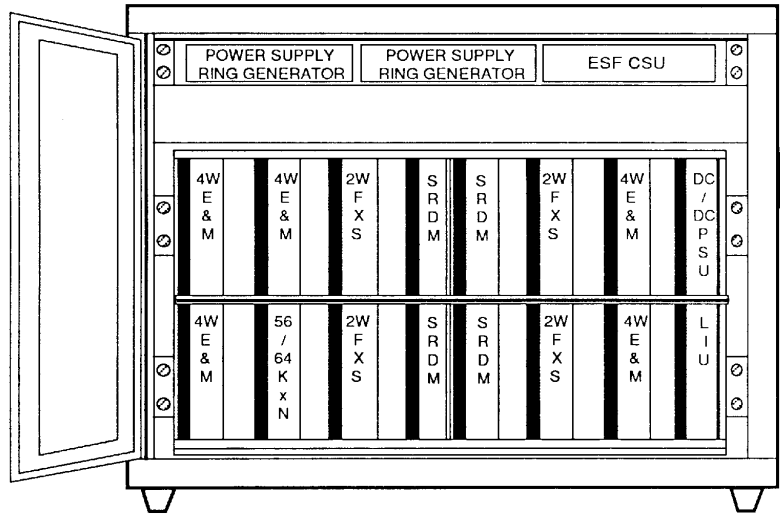 POWER SUPPLY
RING GENERATOR
POWER SUPPLY
RING GENERATOR
ESF CSU
4W
E
&
M
4W
E
&
M
2W
F
X
S
S
R
D
M
S
R
D
M
2W
F
X
S
4W
E
&
M
DC
/
DC
P
S
U
4W
E
&
M
56
/
64
K
x
N
2W
F
X
S
S
R
D
M
S
R
D
M
2W
F
X
S
4W
E
&
M
L
I
U